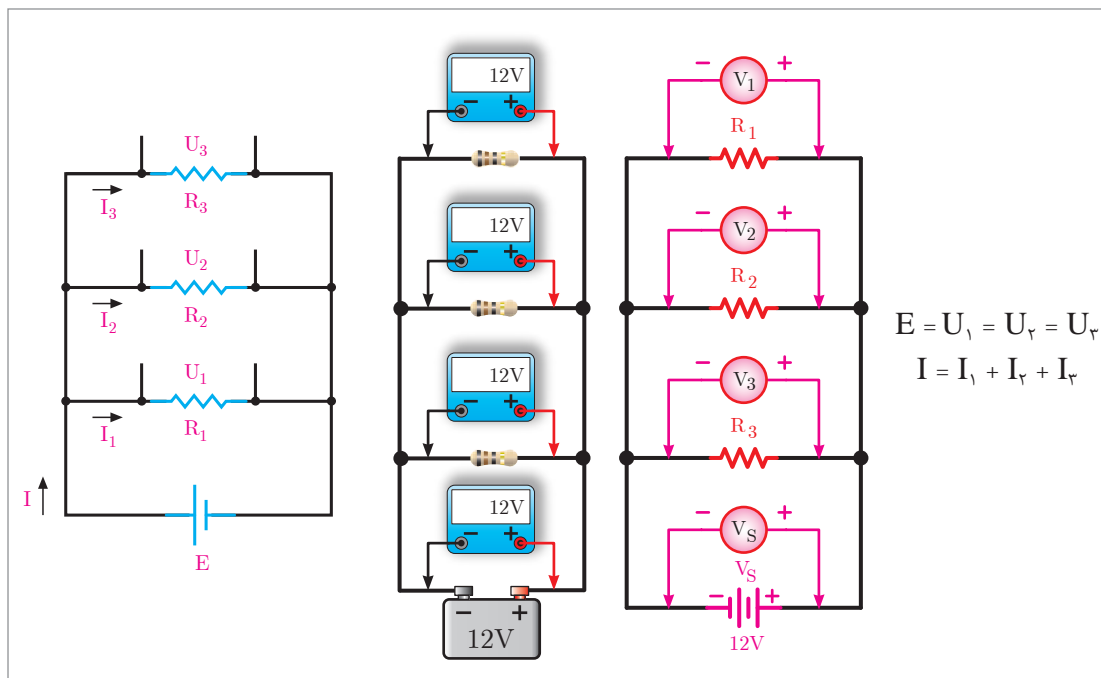 U3
R3
I3
U2
R2
I2
U1
R1
I1
I
E
12V
− +
12V
− +
12V
− +
12V
− +
− +
12V
− V1 +
R1
− V2 +
R2
− V3 +
R3
− VS +
VS
− +
12V
E = U۱ = U۲ = U۳
I = I۱ + I۲ + I۳